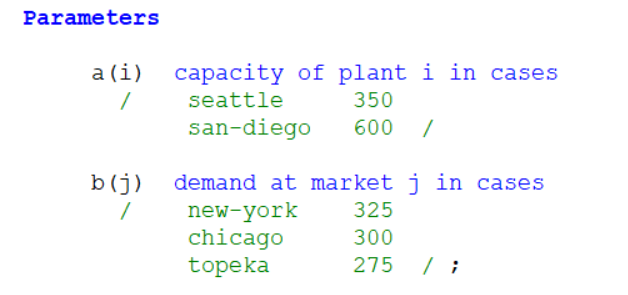 Parameters
a(i) capacity of plant i in cases
/ seattle 350
san-diego 600 /
b(j) demand at market j in cases
/ new-york 325
chicago 300
topeka 275 / ;